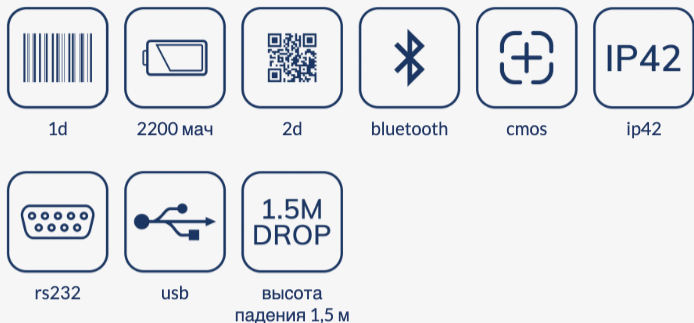 IP42
1d
2200 мач
2d
bluetooth
cmos
ip42
1.5M
DROP
rs232
usb
высота
падения 1,5 м